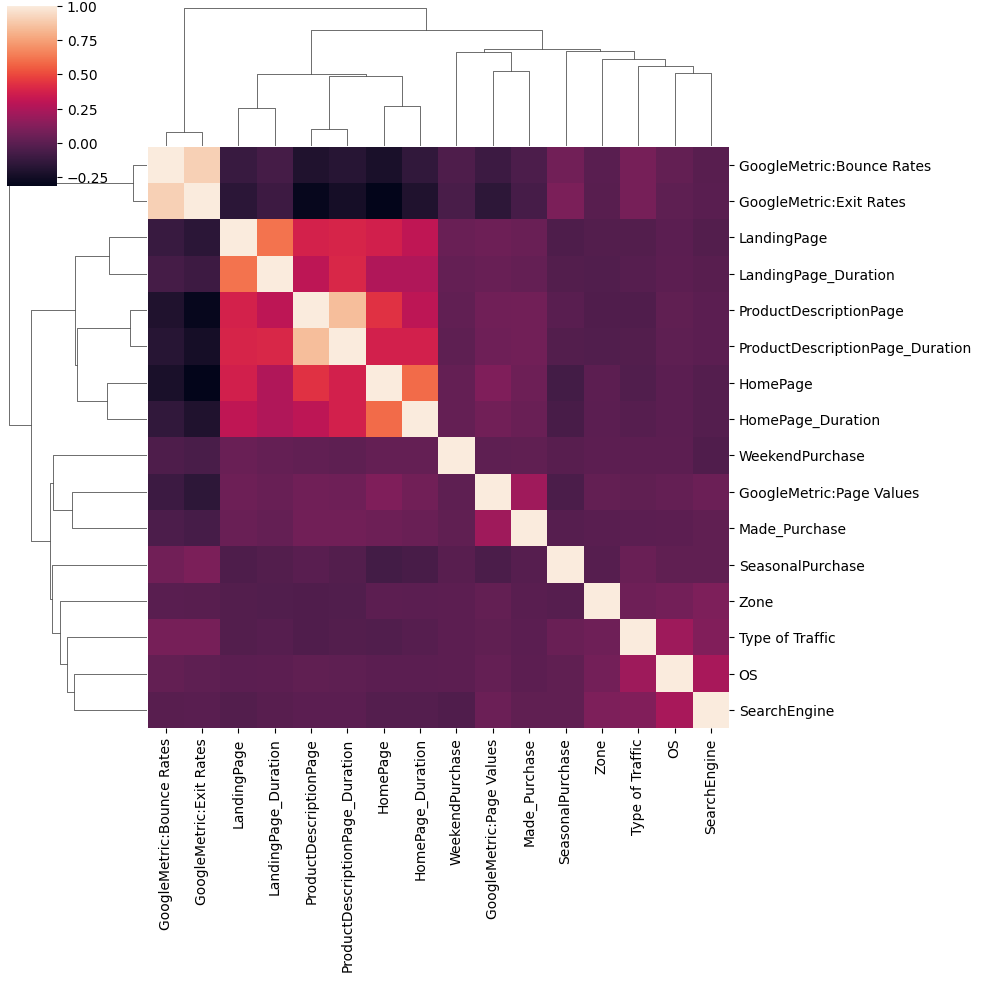 1.00
0.75
0.50
0.25
0.00
−0.25
GoogleMetric:Bounce Rates
GoogleMetric:Exit Rates
LandingPage
LandingPage_Duration
ProductDescriptionPage
ProductDescriptionPage_Duration
HomePage
HomePage_Duration
WeekendPurchase
GoogleMetric:Page Values
Made_Purchase
SeasonalPurchase
Zone
Type of Traffic
OS
SearchEngine
GoogleMetric:Bounce Rates
GoogleMetric:Exit Rates
LandingPage
LandingPage_Duration
ProductDescriptionPage
ProductDescriptionPage_Duration
HomePage
HomePage_Duration
WeekendPurchase
GoogleMetric:Page Values
Made_Purchase
SeasonalPurchase
Zone
Type of Traffic
OS
SearchEngine